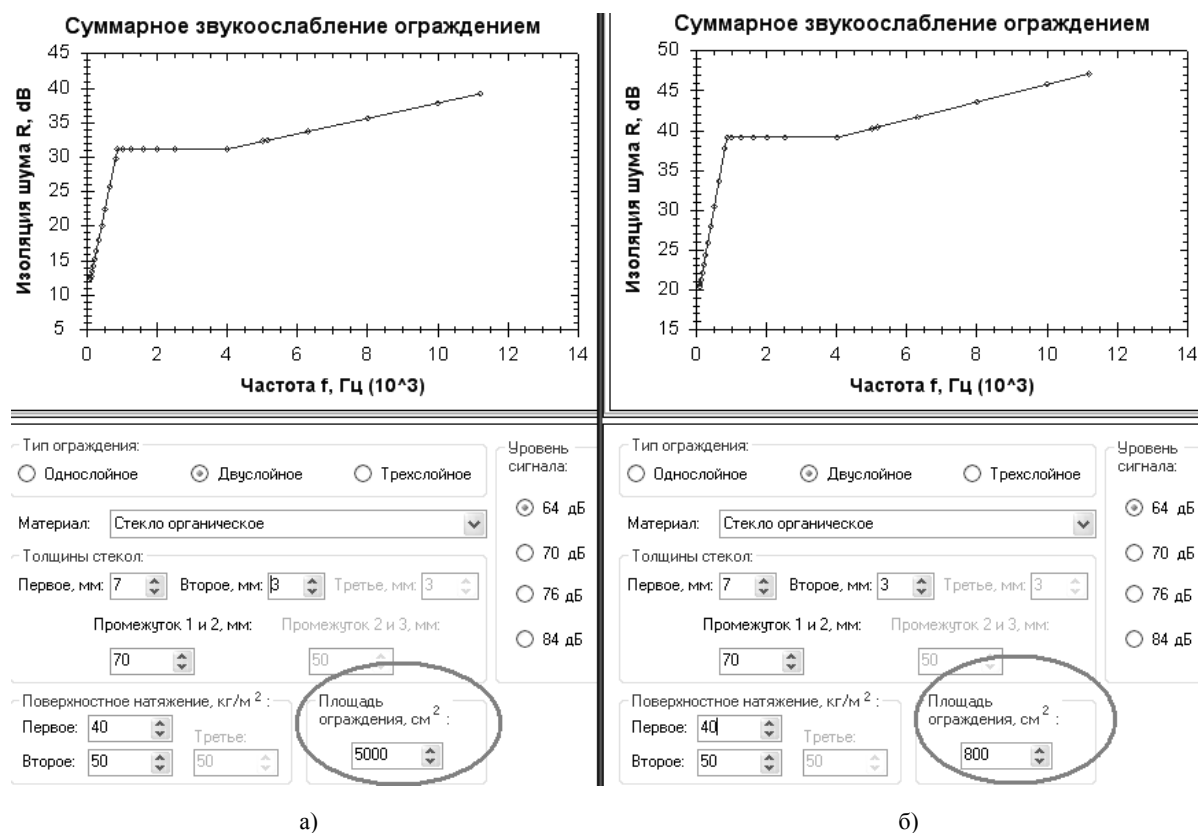 Суммарное звукоослабление ограждением
45
40
35
30
25
20
15
10
5
Изоляция шума R, dB
0 2 4 6 8 10 12 14
Частота f, Гц (10^3)
Тип ограждения:
Однослойное Двуслойное Трехслойное
Материал: Стекло органическое
Толщины стекол:
Первое, мм: 7 Второе, мм: 3 Третье, мм: 3
Промежуток 1 и 2, мм: Промежуток 2 и 3, мм:
70 50
Уровень
сигнала:
64 дБ
70 дБ
76 дБ
84 дБ
Поверхностное натяжение, кг/м 2 :
Первое: 40
Второе: 50
Третье:
50
Площадь
ограждения, см 2 :
5000
а)
Суммарное звукоослабление ограждением
50
45
40
35
30
25
20
15
Изоляция шума R, dB
0 2 4 6 8 10 12 14
Частота f, Гц (10^3)
Тип ограждения:
Однослойное Двуслойное Трехслойное
Материал: Стекло органическое
Толщины стекол:
Первое, мм: 7 Второе, мм: 3 Третье, мм: 3
Промежуток 1 и 2, мм: Промежуток 2 и 3, мм:
70 50
Уровень
сигнала:
64 дБ
70 дБ
76 дБ
84 дБ
Поверхностное натяжение, кг/м 2 :
Первое: 40
Второе: 50
Третье:
50
Площадь
ограждения, см 2 :
800
б)